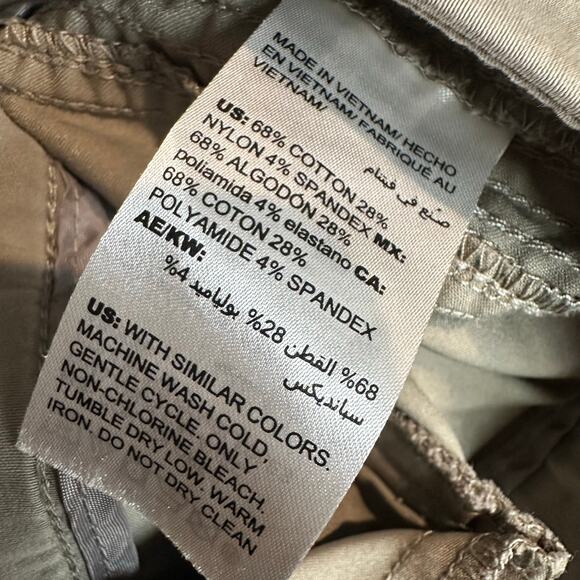 MADE IN VIETNAM/ HECHO
EN VIETNAM/ FABRIQUÉ AU
VIETNAM/
صنع في فيتنام
US: 68% COTTON 28%
NYLON 4% SPANDEX MX:
68% ALGODÓN 28%
poliamida 4% elastano CA:
68% COTON 28%
POLYAMIDE 4% SPANDEX
AE/KW:
68% القطن 28% بوليامید 4%
سباندیكس
US: WITH SIMILAR COLORS.
MACHINE WASH COLD,
GENTLE CYCLE. ONLY
NON-CHLORINE BLEACH.
TUMBLE DRY LOW, WARM
IRON. DO NOT DRY CLEAN